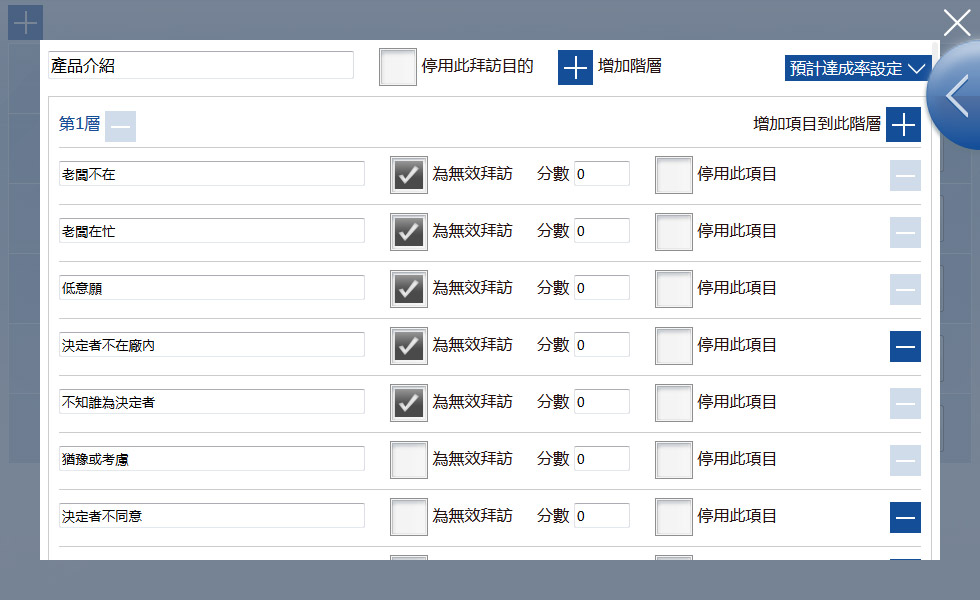 產品介紹 停用此拜訪目的 增加階層 預計達成率設定
第1層 增加項目到此階層
老闆不在 為無效拜訪 分數 0 停用此項目
老闆在忙 為無效拜訪 分數 0 停用此項目
低意願 為無效拜訪 分數 0 停用此項目
決定者不在廠內 為無效拜訪 分數 0 停用此項目
不知誰為決定者 為無效拜訪 分數 0 停用此項目
猶豫或考慮 為無效拜訪 分數 0 停用此項目
決定者不同意 為無效拜訪 分數 0 停用此項目